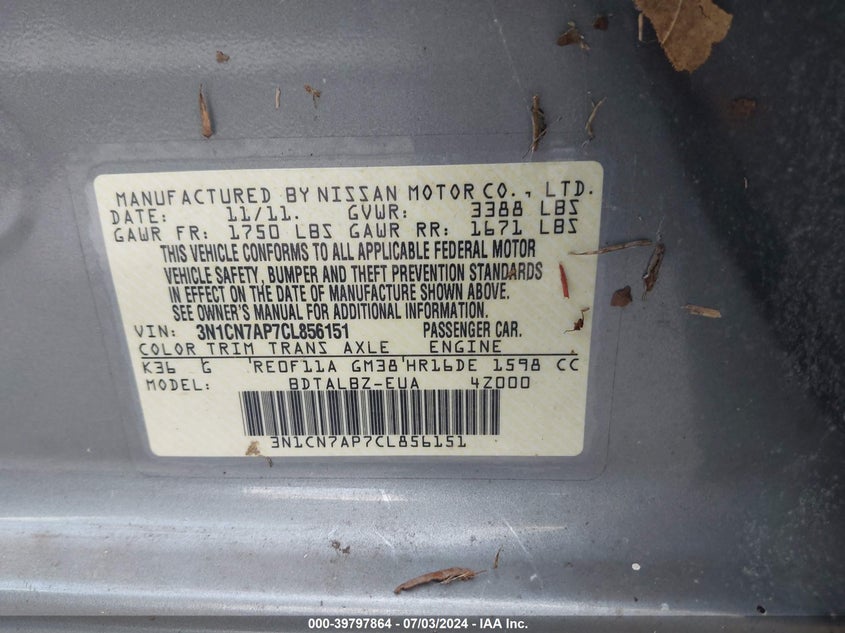 MANUFACTURED BY NISSAN MOTOR CO., LTD.
DATE: 11/11. GVWR: 3388 LBS
GAWR FR: 1750 LBS GAWR RR: 1671 LBS
THIS VEHICLE CONFORMS TO ALL APPLICABLE FEDERAL MOTOR
VEHICLE SAFETY, BUMPER AND THEFT PREVENTION STANDARDS
IN EFFECT ON THE DATE OF MANUFACTURE SHOWN ABOVE.
SEE OWNER'S MANUAL FOR ADDITIONAL INFORMATION.
VIN: 3N1CN7AP7CL856151 PASSENGER CAR.
COLOR TRIM TRANS AXLE ENGINE
K36 G RE0F11A GM38 HR16DE 1598 CC
MODEL: BDTALBZ-EUA 4Z000
3N1CN7AP7CL856151
000-39797864 / 07/03/2024 - IAA Inc.